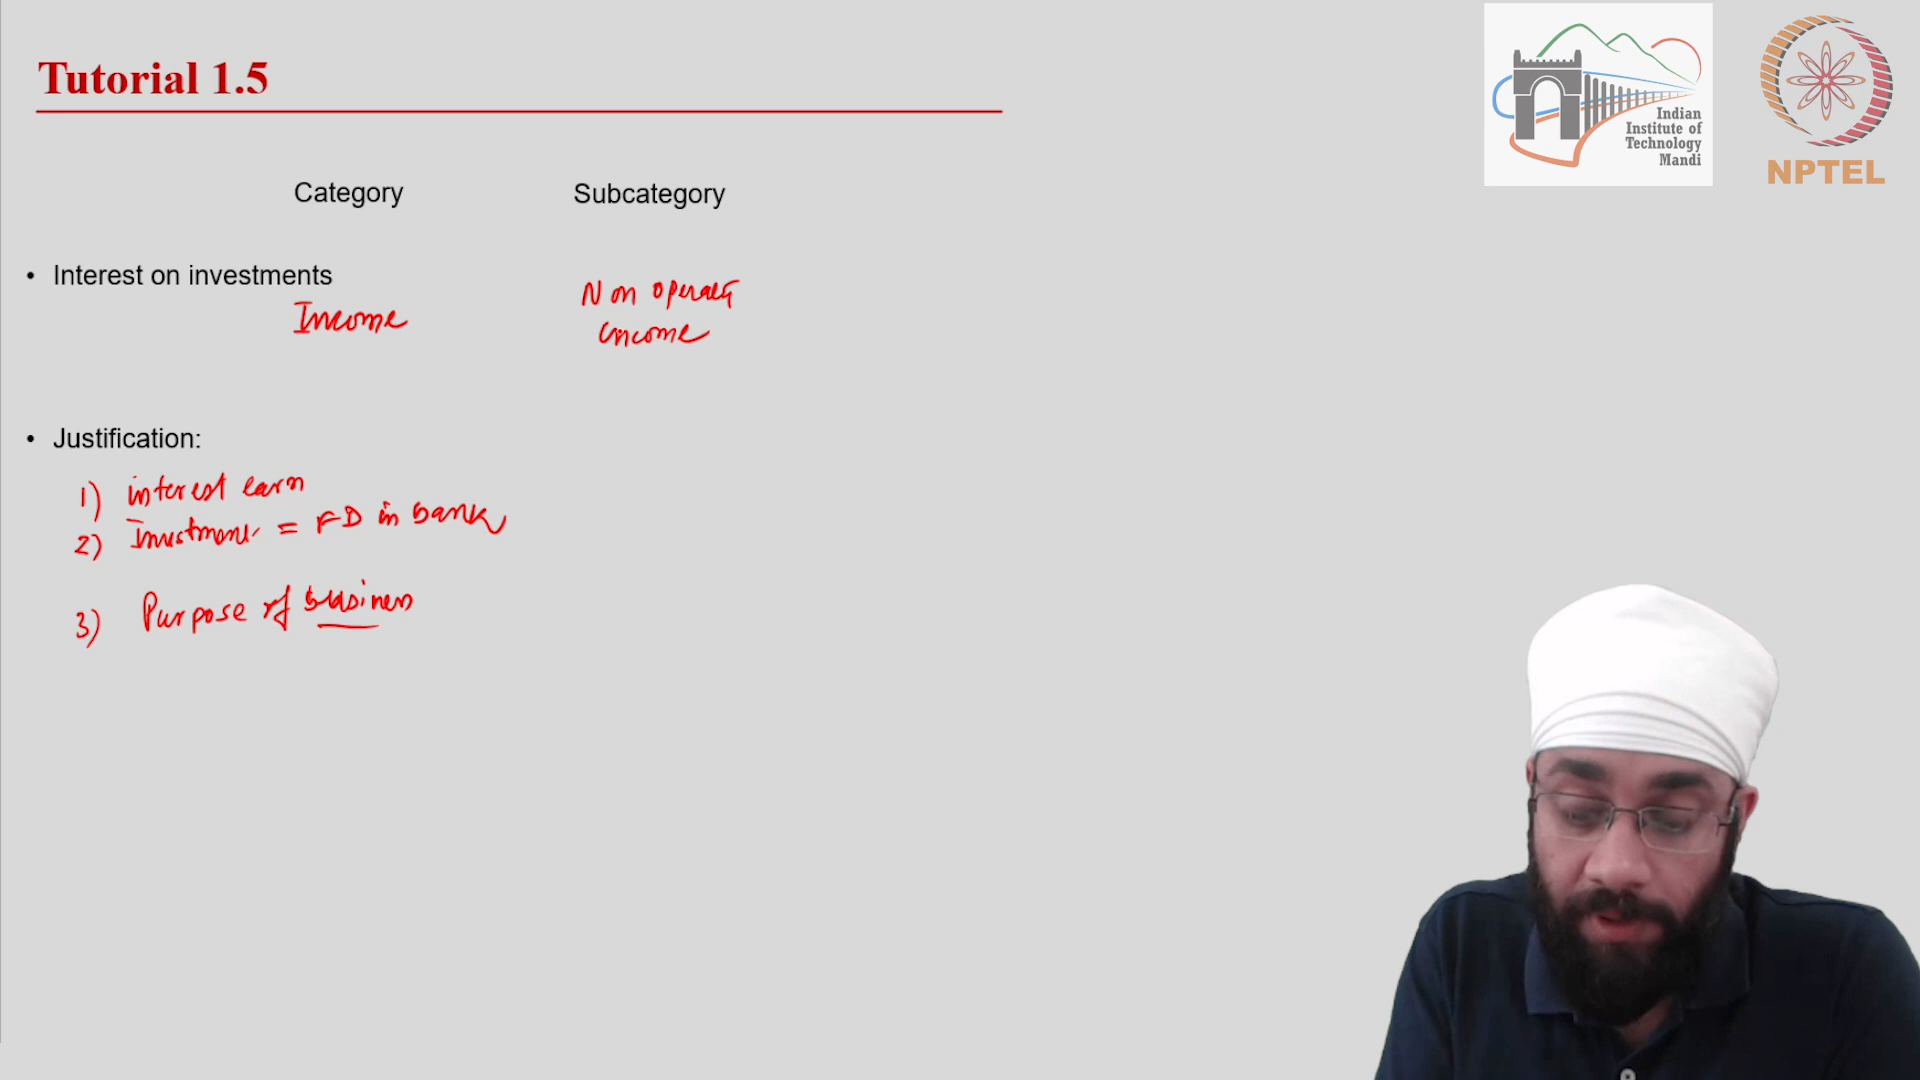 Tutorial 1.5
Indian
Institute of
Technology
Mandi
NPTEL
Category Subcategory
• Interest on investments
Income
Non operatg
income
• Justification:
1) interest earn
2) Investment = FD in bank
3) Purpose of business